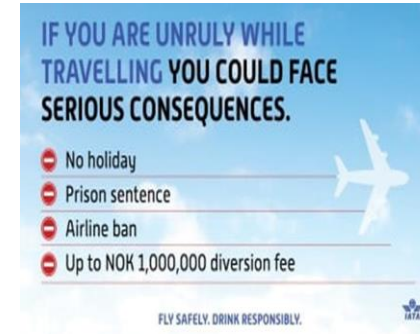 IF YOU ARE UNRULY WHILE
TRAVELLING YOU COULD FACE
SERIOUS CONSEQUENCES.
No holiday
Prison sentence
Airline ban
Up to NOK 1,000,000 diversion fee
FLY SAFELY. DRINK RESPONSIBLY.
IATA